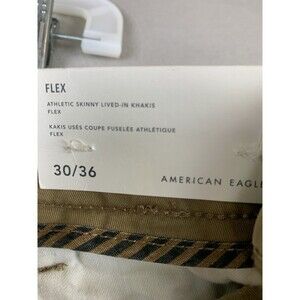 FLEX
ATHLETIC SKINNY LIVED-IN KHAKIS
FLEX
KAKIS USÉS COUPE FUSELÉE ATHLÉTIQUE
FLEX
30/36
AMERICAN EAGLE